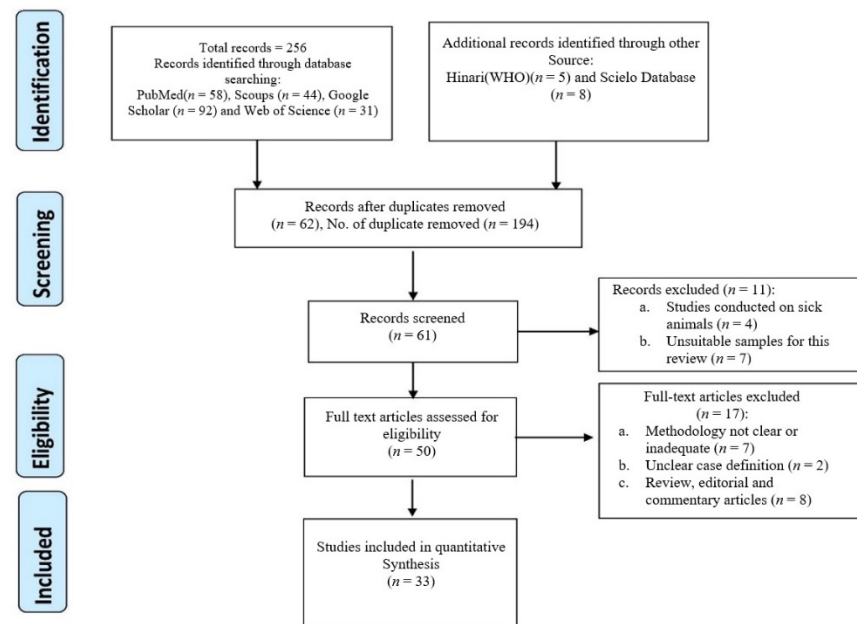 Identification
Total records = 256
Records identified through database
searching:
PubMed(n = 58), Scoups (n = 44), Google
Scholar (n = 92) and Web of Science (n = 31)
Additional records identified through other
Source:
Hinari(WHO)(n = 5) and Scielo Database
(n = 8)
Screening
Records after duplicates removed
(n = 62), No. of duplicate removed (n = 194)
Records screened
(n = 61)
Records excluded (n = 11):
a. Studies conducted on sick
animals (n = 4)
b. Unsuitable samples for this
review (n = 7)
Eligibility
Full text articles assessed for
eligibility
(n = 50)
Full-text articles excluded
(n = 17):
a. Methodology not clear or
inadequate (n = 7)
b. Unclear case definition (n = 2)
c. Review, editorial and
commentary articles (n = 8)
Included
Studies included in quantitative
Synthesis
(n = 33)